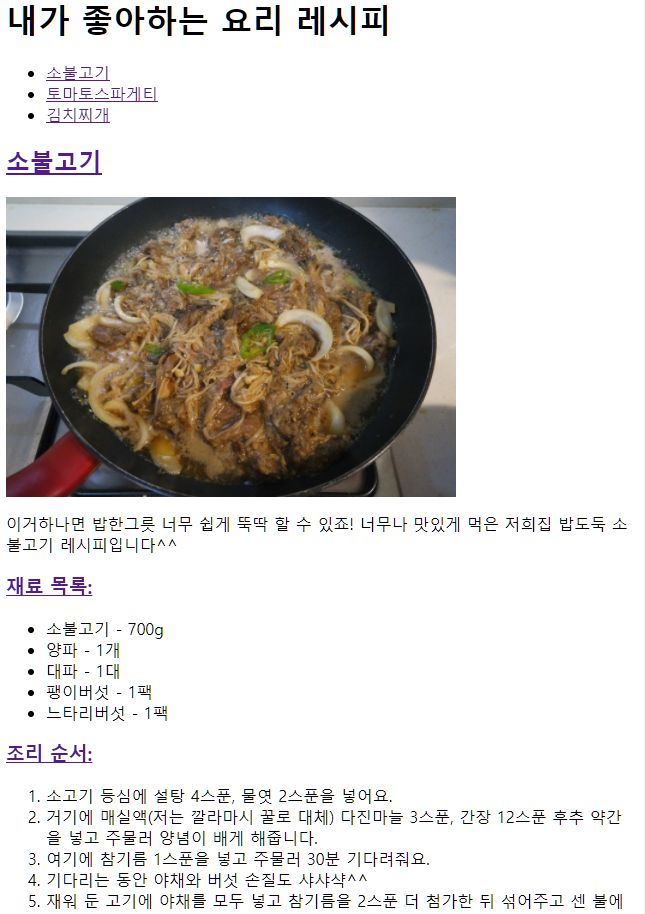 내가 좋아하는 요리 레시피
소불고기
토마토스파게티
김치찌개
소불고기
이거하나면 밥한그릇 너무 쉽게 뚝딱 할 수 있죠! 너무나 맛있게 먹은 저희집 밥도둑 소
불고기 레시피입니다^^
재료 목록:
소불고기 - 700g
양파 - 1개
대파 - 1대
팽이버섯 - 1팩
느타리버섯 - 1팩
조리 순서:
1. 소고기 등심에 설탕 4스푼, 물엿 2스푼을 넣어요.
2. 거기에 매실액(저는 깔라마시 꿀로 대체) 다진마늘 3스푼, 간장 12스푼 후추 약간
을 넣고 주물러 양념이 배게 해줍니다.
3. 여기에 참기름 1스푼을 넣고 주물러 30분 기다려줘요.
4. 기다리는 동안 야채와 버섯 손질도 샤샤샥^^
5. 재워 둔 고기에 야채를 모두 넣고 참기름을 2스푼 더 첨가한 뒤 섞어주고 센 불에